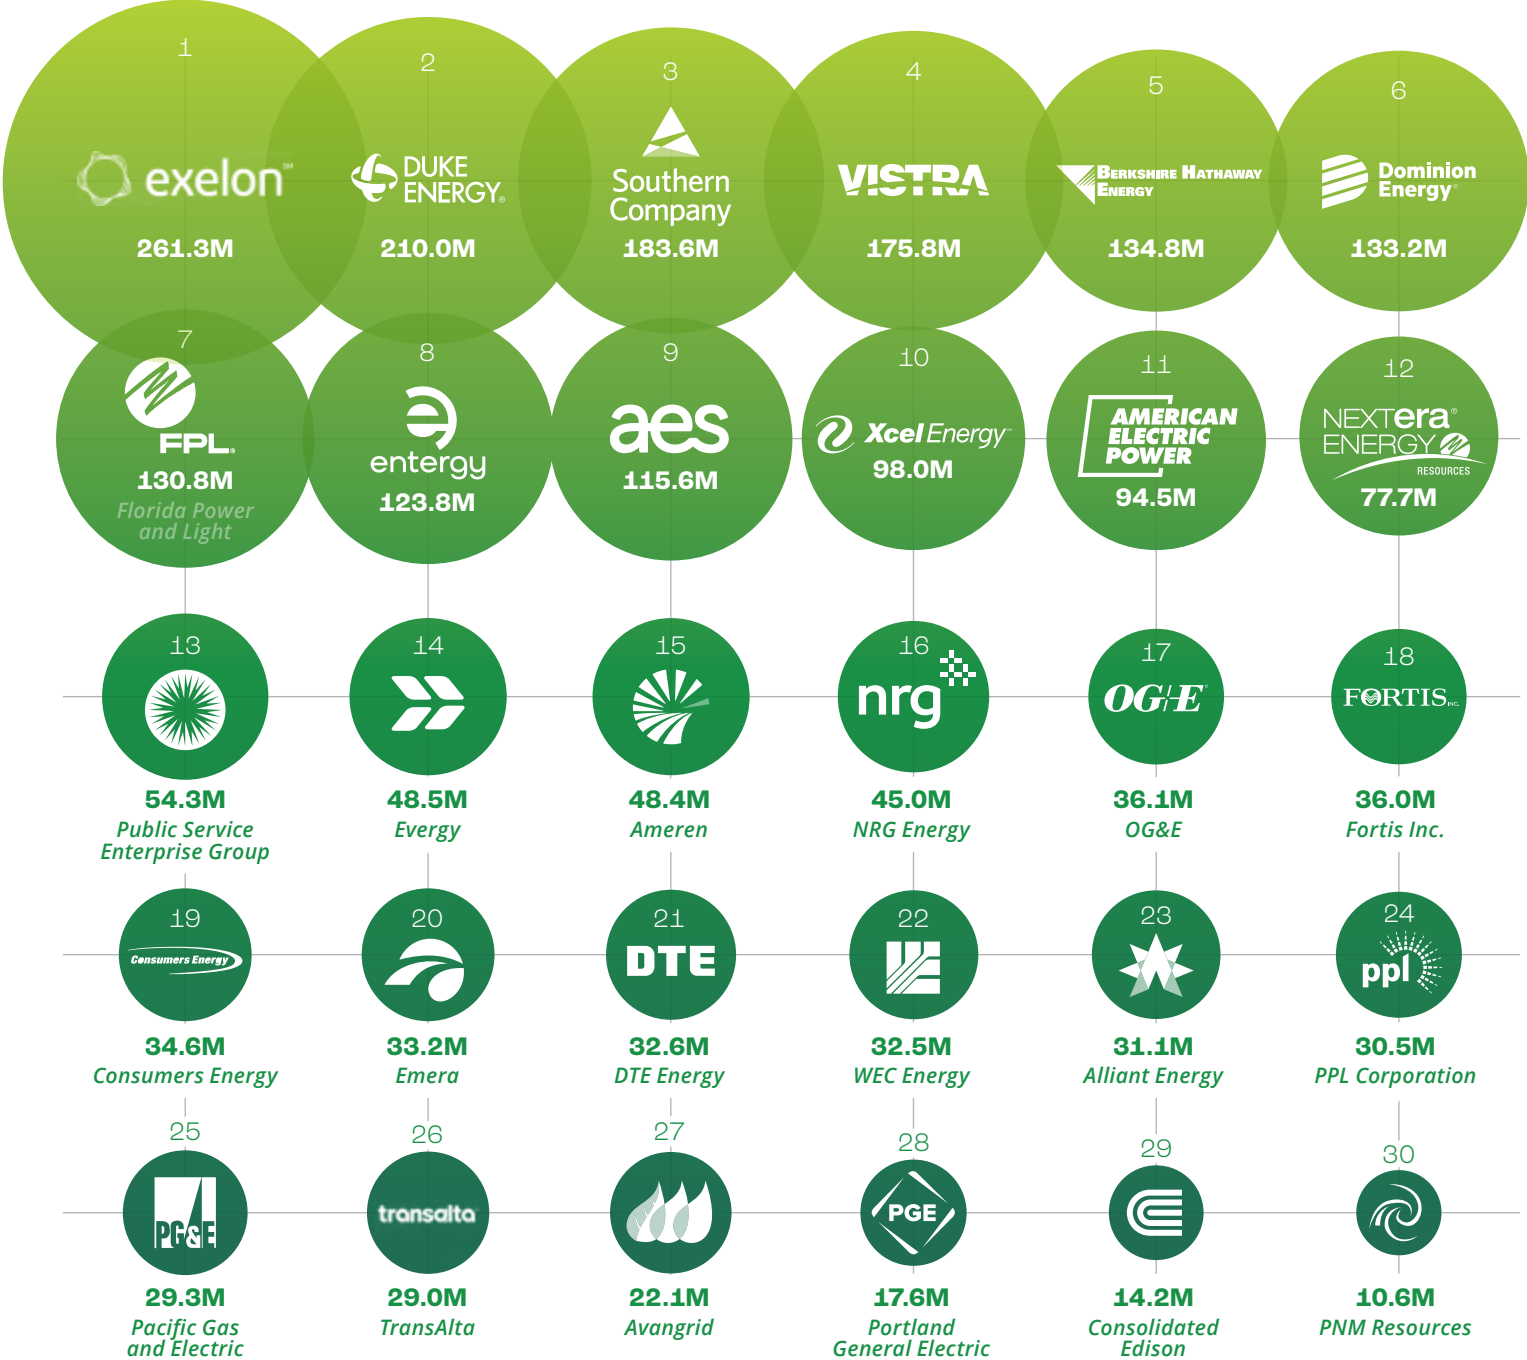 1
exelon℠
261.3M
2
DUKE
ENERGY®
210.0M
3
Southern
Company
183.6M
4
VISTRA
175.8M
5
BERKSHIRE HATHAWAY
ENERGY
134.8M
6
Dominion
Energy®
133.2M
7
FPL®
130.8M
Florida Power
and Light
8
entergy
123.8M
9
aes
115.6M
10
Xcel Energy℠
98.0M
11
AMERICAN
ELECTRIC
POWER
94.5M
12
NEXTera®
ENERGY
RESOURCES
77.7M
13
54.3M
Public Service
Enterprise Group
14
48.5M
Evergy
15
48.4M
Ameren
16
nrg
45.0M
NRG Energy
17
OG/E®
36.1M
OG&E
18
FORTIS INC.
36.0M
Fortis Inc.
19
Consumers Energy
34.6M
Consumers Energy
20
33.2M
Emera
21
DTE
32.6M
DTE Energy
22
32.5M
WEC Energy
23
31.1M
Alliant Energy
24
ppl
30.5M
PPL Corporation
25
PG&E
29.3M
Pacific Gas
and Electric
26
transalta
29.0M
TransAlta
27
22.1M
Avangrid
28
PGE
17.6M
Portland
General Electric
29
14.2M
Consolidated
Edison
30
10.6M
PNM Resources